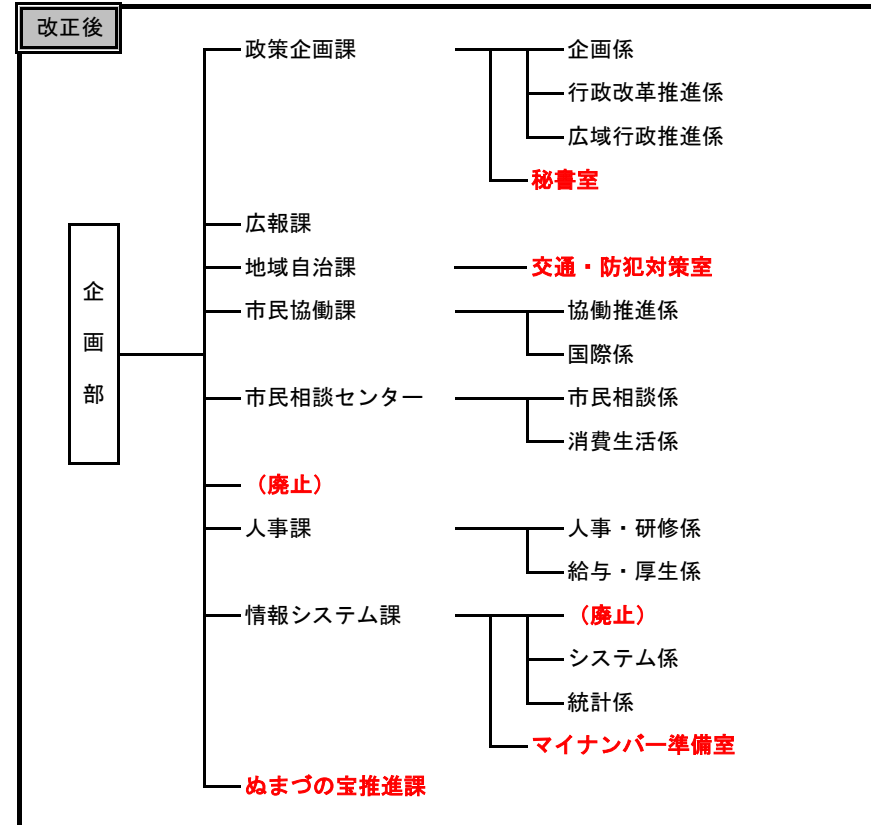 改正後
政策企画課 企画係
行政改革推進係
広域行政推進係
秘書室
広報課
地域自治課 交通・防犯対策室
企画部
市民協働課 協働推進係
国際係
市民相談センター 市民相談係
消費生活係
（廃止）
人事課 人事・研修係
給与・厚生係
情報システム課 （廃止）
システム係
統計係
マイナンバー準備室
ぬまづの宝推進課